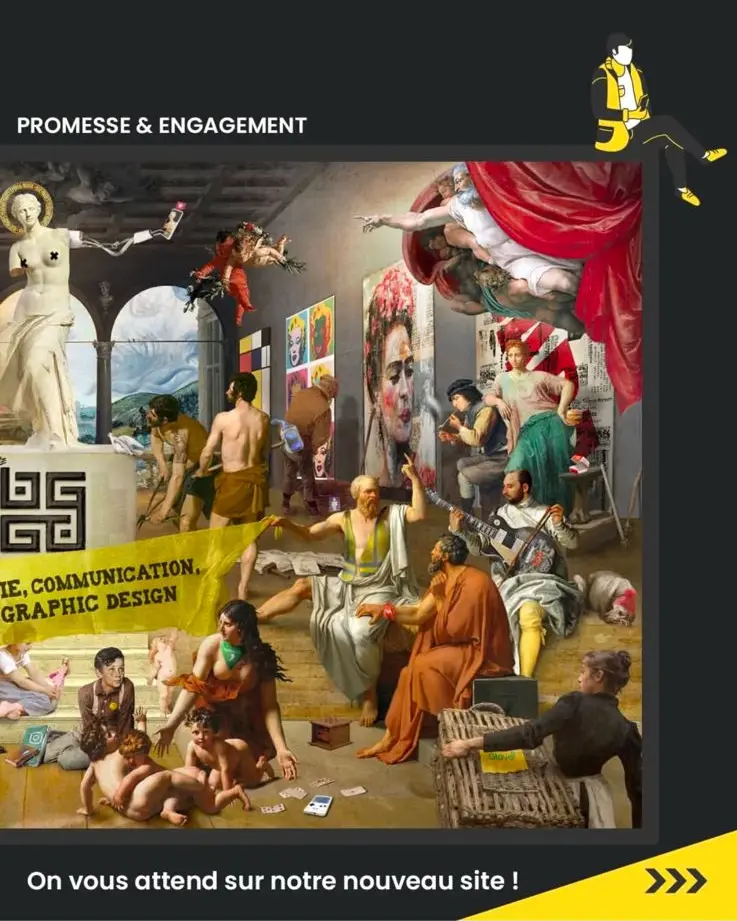 PROMESSE & ENGAGEMENT
IE, COMMUNICATION,
GRAPHIC DESIGN
On vous attend sur notre nouveau site !